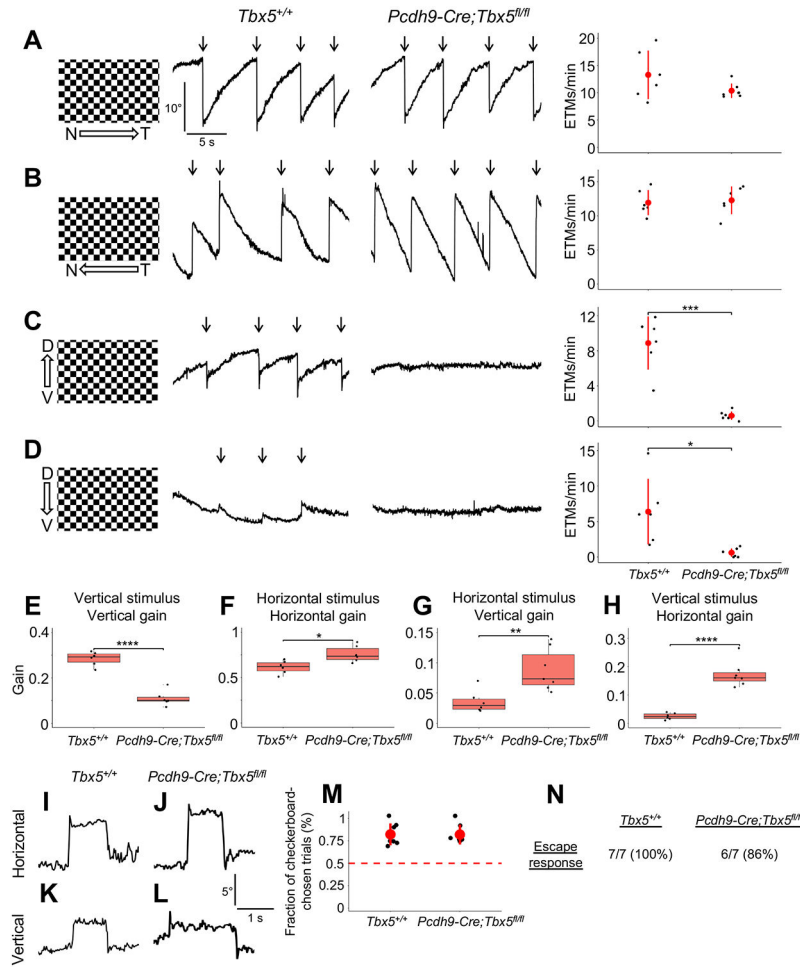 Tbx5+/+ Pcdh9-Cre;Tbx5fl/fl
A
N T
10°
5 s
ETMs/min
20
15
10
5
0
B
N T
ETMs/min
15
10
5
0
C
D
V
***
ETMs/min
12
8
4
0
D
D
V
*
ETMs/min
15
10
5
0
Tbx5+/+ Pcdh9-Cre;Tbx5fl/fl
E Vertical stimulus
Vertical gain
Gain
0.4
0.2
0
****
Tbx5+/+ Pcdh9-Cre;Tbx5fl/fl
F Horizontal stimulus
Horizontal gain
1
0.5
0
*
Tbx5+/+ Pcdh9-Cre;Tbx5fl/fl
G Horizontal stimulus
Vertical gain
0.15
0.10
0.05
0
**
Tbx5+/+ Pcdh9-Cre;Tbx5fl/fl
H Vertical stimulus
Horizontal gain
0.3
0.2
0.1
0
****
Tbx5+/+ Pcdh9-Cre;Tbx5fl/fl
Tbx5+/+ Pcdh9-Cre;Tbx5fl/fl
Horizontal
I J
Vertical
K L
5°
1 s
M
Fraction of checkerboard-
chosen trials (%)
1
0.75
0.5
0.25
0
Tbx5+/+ Pcdh9-Cre;Tbx5fl/fl
N
Tbx5+/+ Pcdh9-Cre;Tbx5fl/fl
Escape
response
7/7 (100%) 6/7 (86%)